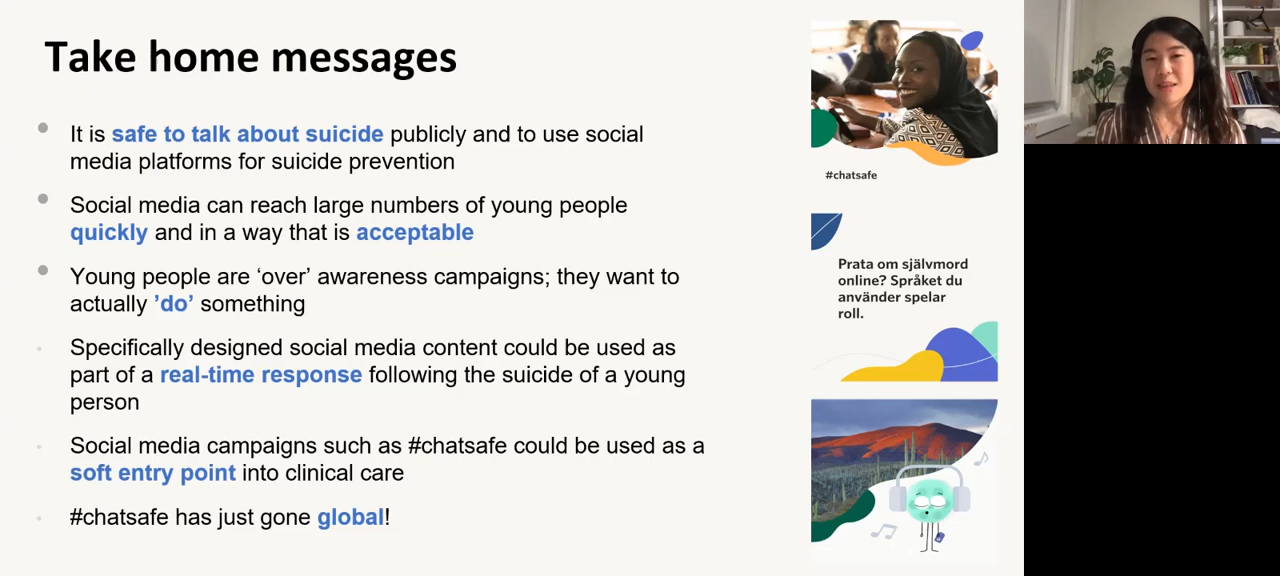 Take home messages
It is safe to talk about suicide publicly and to use social
media platforms for suicide prevention
Social media can reach large numbers of young people
quickly and in a way that is acceptable
Young people are ‘over’ awareness campaigns; they want to
actually ’do’ something
Specifically designed social media content could be used as
part of a real-time response following the suicide of a young
person
Social media campaigns such as #chatsafe could be used as a
soft entry point into clinical care
#chatsafe has just gone global!
#chatsafe
Prata om självmord
online? Språket du
använder spelar
roll.